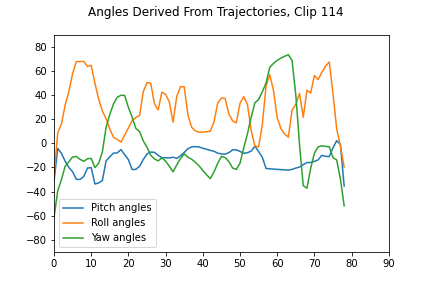 Angles Derived From Trajectories, Clip 114
80
60
40
20
0
−20
−40
−60
−80
Pitch angles
Roll angles
Yaw angles
0 10 20 30 40 50 60 70 80 90